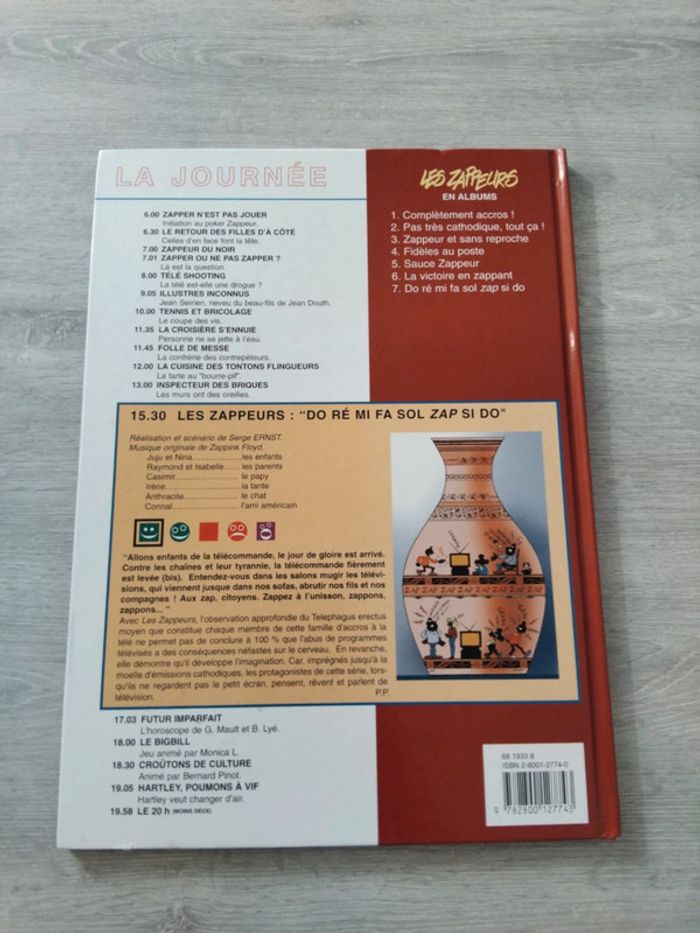 LA JOURNÉE
6.00 ZAPPER N'EST PAS JOUER
Initiation au poker Zappeur.
6.30 LE RETOUR DES FILLES D'À CÔTÉ
Celles d'en face font la tête.
7.00 ZAPPEUR DU NOIR
7.01 ZAPPER OU NE PAS ZAPPER ?
Là est la question.
8.00 TÉLÉ SHOOTING
La télé est-elle une drogue ?
9.05 ILLUSTRES INCONNUS
Jean Seirien, neveu du beau-fils de Jean Douth.
10.00 TENNIS ET BRICOLAGE
Le coupe des vis.
11.35 LA CROISIÈRE S'ENNUIE
Personne ne se jette à l'eau.
11.45 FOLLE DE MESSE
La confrérie des contrepèteurs.
12.00 LA CUISINE DES TONTONS FLINGUEURS
La tarte au "bourre-pif".
13.00 INSPECTEUR DES BRIQUES
Les murs ont des oreilles.
LES ZAPPEURS
EN ALBUMS
1. Complètement accros !
2. Pas très cathodique, tout ça !
3. Zappeur et sans reproche
4. Fidèles au poste
5. Sauce Zappeur
6. La victoire en zappant
7. Do ré mi fa sol zap si do
15.30 LES ZAPPEURS : "DO RÉ MI FA SOL ZAP SI DO"
Réalisation et scénario de Serge ERNST.
Musique originale de Zappink Floyd.
Juju et Nina..................les enfants
Raymond et Isabelle......les parents
Casimir.......................... le papy
Irène..............................la tante
Anthracite...................... le chat
Connal..........................l'ami américain
"Allons enfants de la télécommande, le jour de gloire est arrivé.
Contre les chaînes et leur tyrannie, la télécommande fièrement
est levée (bis). Entendez-vous dans les salons mugir les télévi-
sions, qui viennent jusque dans nos sofas, abrutir nos fils et nos
compagnes ! Aux zap, citoyens. Zappez à l'unisson, zappons,
zappons... "
Avec Les Zappeurs, l'observation approfondie du Telephagus erectus
moyen que constitue chaque membre de cette famille d'accros à la
télé ne permet pas de conclure à 100 % que l'abus de programmes
télévisés a des conséquences néfastes sur le cerveau. En revanche,
elle démontre qu'il développe l'imagination. Car, imprégnés jusqu'à la
moelle d'émissions cathodiques, les protagonistes de cette série, lors-
qu'ils ne regardent pas le petit écran, pensent, rêvent et parlent de
télévision.
P.P.
ZAP ZAP ZAP
17.03 FUTUR IMPARFAIT
L'horoscope de G. Mault et B. Lyé.
18.00 LE BIGBILL
Jeu animé par Monica L.
18.30 CROÛTONS DE CULTURE
Animé par Bernard Pinot.
19.05 HARTLEY, POUMONS À VIF
Hartley veut changer d'air.
19.58 LE 20 h (MOINS DEUX)
68 1933 8
ISBN 2-8001-2774-0
9 782800 127743